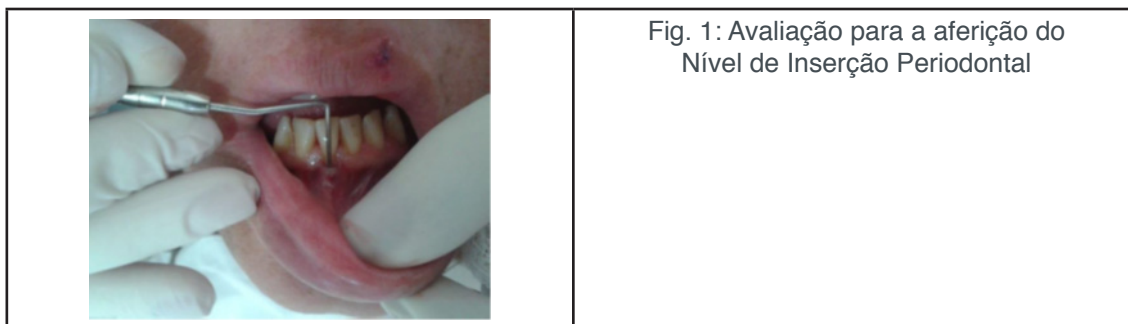 Fig. 1: Avaliação para a aferição do
Nível de Inserção Periodontal